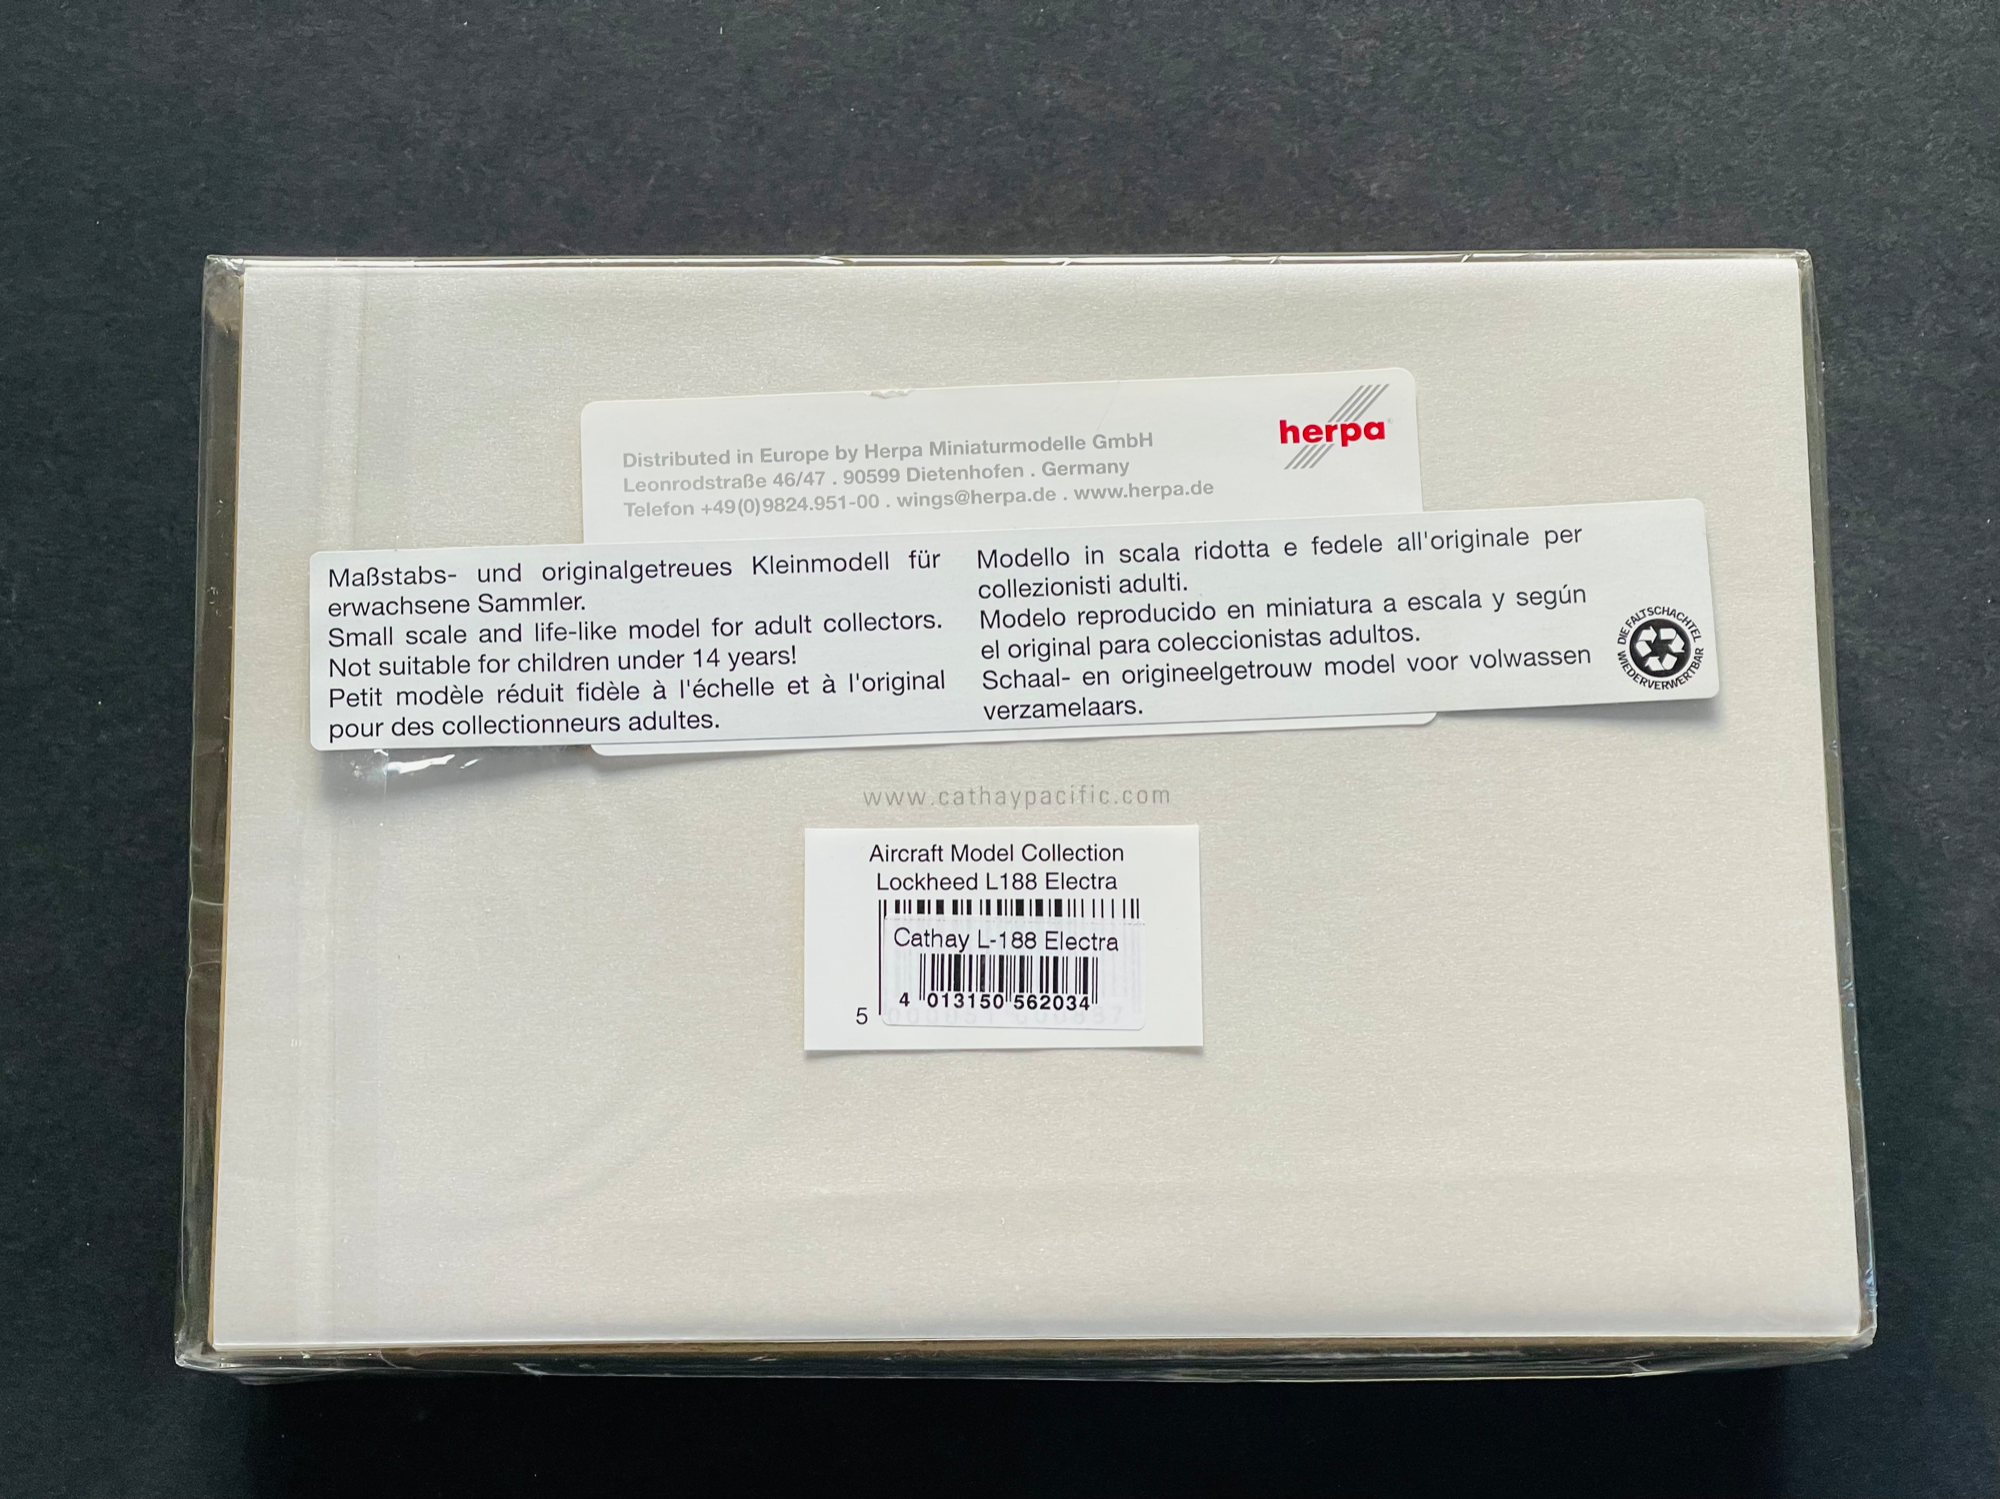 herpa
Distributed in Europe by Herpa Miniaturmodelle GmbH
Leonrodstraße 46/47 . 90599 Dietenhofen . Germany
Telefon +49(0)9824.951-00 . wings@herpa.de . www.herpa.de
Maßstabs- und originalgetreues Kleinmodell für
erwachsene Sammler.
Small scale and life-like model for adult collectors.
Not suitable for children under 14 years!
Petit modèle réduit fidèle à l'échelle et à l'original
pour des collectionneurs adultes.
Modello in scala ridotta e fedele all'originale per
collezionisti adulti.
Modelo reproducido en miniatura a escala y según
el original para coleccionistas adultos.
Schaal- en origineelgetrouw model voor volwassen
verzamelaars.
DIE FALTSCHACHTEL
WIEDERVERWERTBAR
www.cathaypacific.com
Aircraft Model Collection
Lockheed L188 Electra
Cathay L-188 Electra
4 013150 562034
5